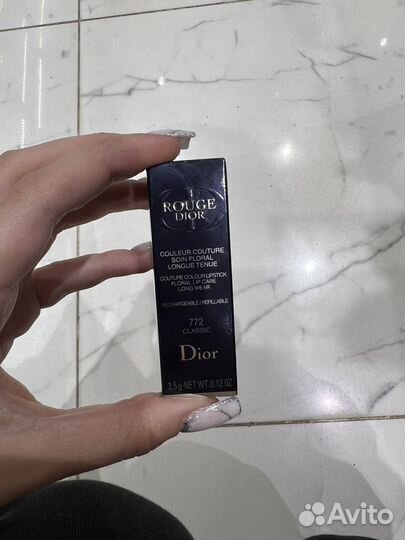 ROUGE
DIOR
COULEUR COUTURE
SOIN FLORAL
LONGUE TENUE
COUTURE COLOUR LIPSTICK
FLORAL LIP CARE
LONG WEAR
RECHARGEABLE/REFILLABLE
772
CLASSIC
Dior
3,5g-NET WT.0.12 OZ
Avito